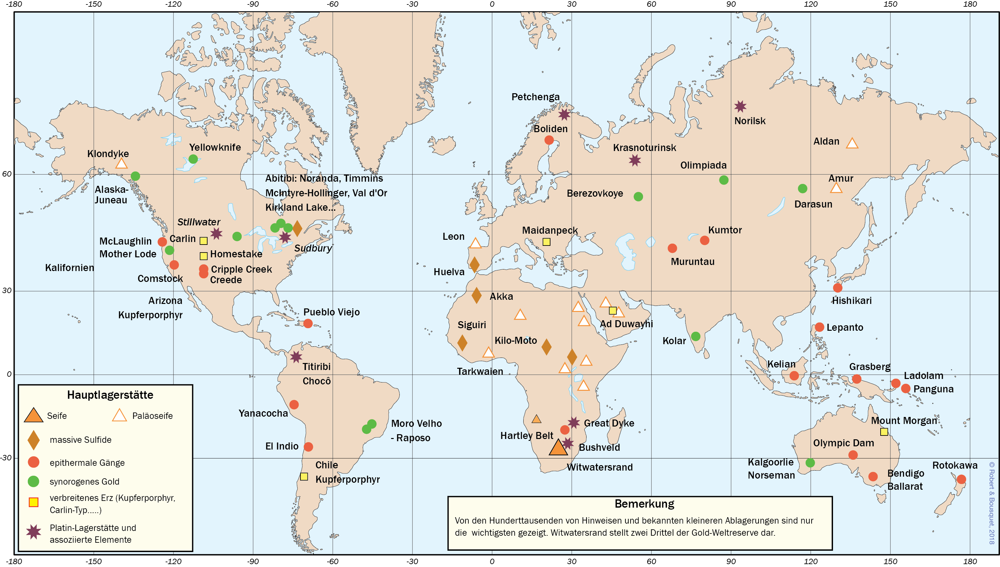 -180 -150 -120 -90 -60 -30 0 30 60 90 120 150 180
Petchenga
Norilsk
Boliden
Aldan
Krasnoturinsk
Yellowknife
Klondyke
Olimpiada
60
Abitibi: Noranda, Timmins
McIntyre-Hollinger, Val d'Or
Kirkland Lake...
Amur
Alaska-
Juneau
Berezovkoye
Darasun
Stillwater
Maidanpeck
Kumtor
Leon
McLaughlin
Carlin
Sudbury
Mother Lode
Homestake
Muruntau
Kalifornien
Cripple Creek
Huelva
Comstock
Creede
30
Akka
Arizona
Kupferporphyr
Hishikari
Pueblo Viejo
Siguiri
Ad Duwayhi
Lepanto
Kilo-Moto
Kolar
Titiribi
Chocô
Tarkwaien
Kelian
Grasberg
0
Ladolam
Panguna
Yanacocha
Moro Velho
- Raposo
Great Dyke
Mount Morgan
Hartley Belt
El Indio
Bushveld
Olympic Dam
-30
Chile
Kupferporphyr
Witwatersrand
Kalgoorlie
Norseman
Rotokawa
Bendigo
Ballarat
Hauptlagerstätte
Seife
Paläoseife
massive Sulfide
epithermale Gänge
synorogenes Gold
verbreitenes Erz (Kupferporphyr,
Carlin-Typ.....)
Platin-Lagerstätte und
assoziierte Elemente
Bemerkung
Von den Hunderttausenden von Hinweisen und bekannten kleineren Ablagerungen sind nur
die wichtigsten gezeigt. Witwatersrand stellt zwei Drittel der Gold-Weltreserve dar.
© Robert & Bousquet, 2018
-180 -150 -120 -90 -60 -30 0 30 60 90 120 150 180